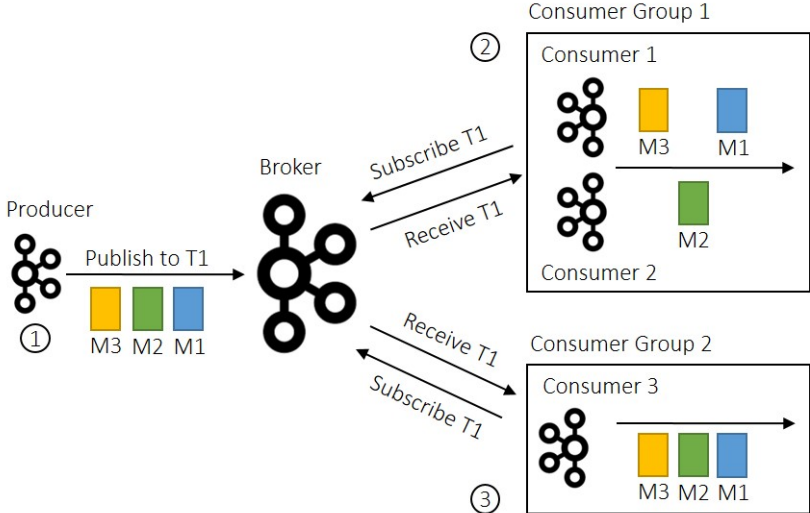 Consumer Group 1
2
Consumer 1
M3 M1
Subscribe T1
Broker
Receive T1
M2
Consumer 2
Producer
Publish to T1
1
M3 M2 M1
Receive T1
Subscribe T1
Consumer Group 2
Consumer 3
M3 M2 M1
3